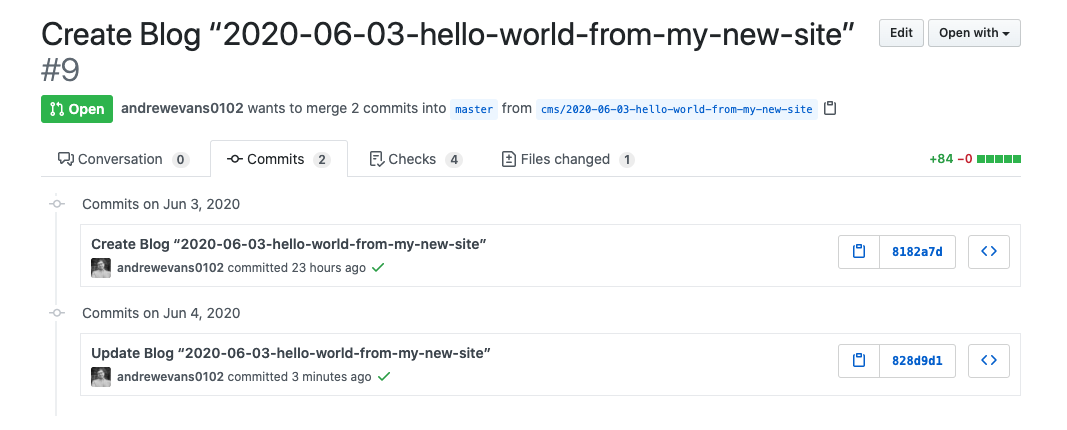 Create Blog “2020-06-03-hello-world-from-my-new-site”
#9
Edit
Open with
Open
andrewevans0102 wants to merge 2 commits into master from cms/2020-06-03-hello-world-from-my-new-site
Conversation 0
Commits 2
Checks 4
Files changed 1
+84 −0
Commits on Jun 3, 2020
Create Blog “2020-06-03-hello-world-from-my-new-site”
andrewevans0102 committed 23 hours ago
8182a7d
Commits on Jun 4, 2020
Update Blog “2020-06-03-hello-world-from-my-new-site”
andrewevans0102 committed 3 minutes ago
828d9d1